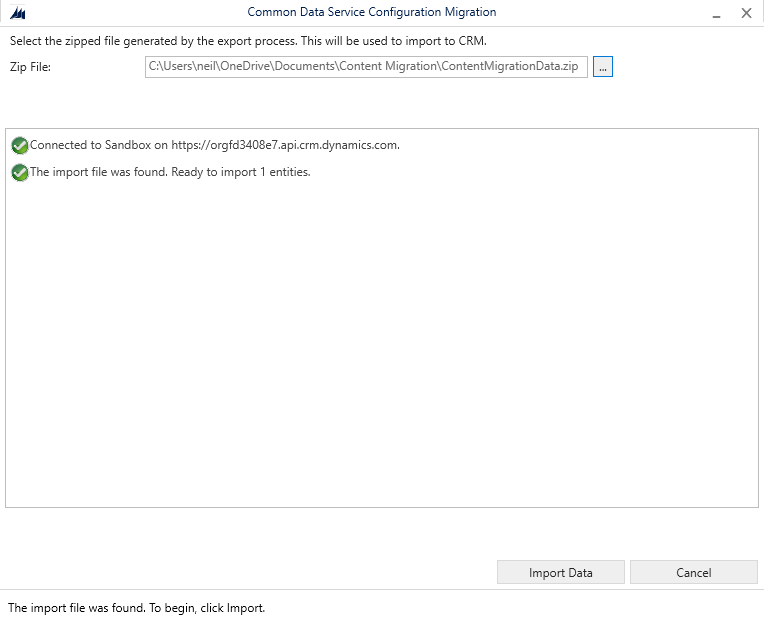 Common Data Service Configuration Migration
Select the zipped file generated by the export process. This will be used to import to CRM.
Zip File:
C:\Users\neil\OneDrive\Documents\Content Migration\ContentMigrationData.zip
...
Connected to Sandbox on https://orgfd3408e7.api.crm.dynamics.com.
The import file was found. Ready to import 1 entities.
Import Data
Cancel
The import file was found. To begin, click Import.